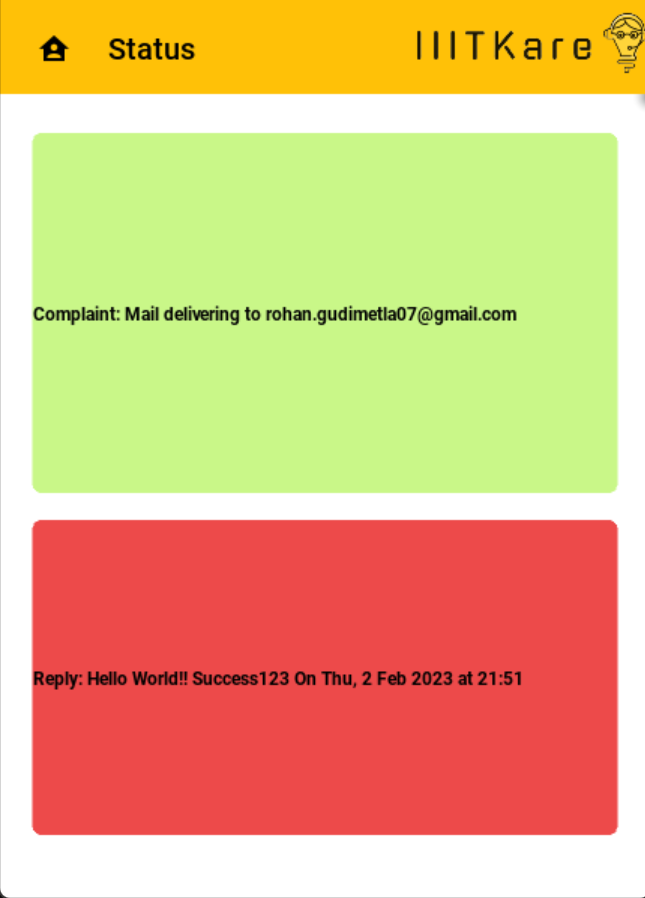 Status
IIITKare
Complaint: Mail delivering to rohan.gudimetla07@gmail.com
Reply: Hello World!! Success123 On Thu, 2 Feb 2023 at 21:51